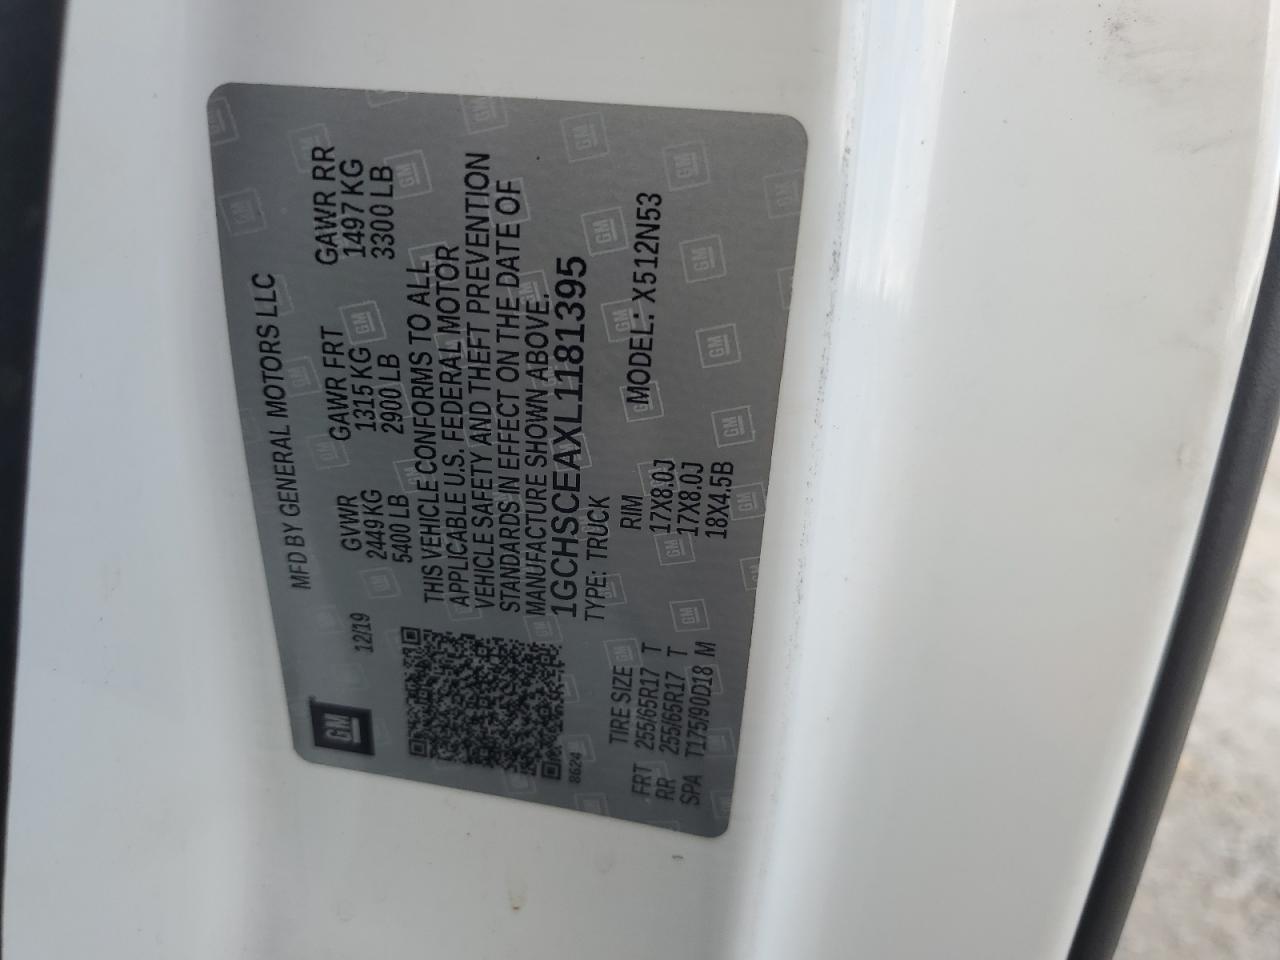 GM
12/19
MFD BY GENERAL MOTORS LLC
GVWR GAWR FRT GAWR RR
2449 KG 1315 KG 1497 KG
5400 LB 2900 LB 3300 LB
THIS VEHICLE CONFORMS TO ALL
APPLICABLE U.S. FEDERAL MOTOR
VEHICLE SAFETY AND THEFT PREVENTION
STANDARDS IN EFFECT ON THE DATE OF
MANUFACTURE SHOWN ABOVE.
1GCHSCEAXL1181395
8624
TYPE: TRUCK MODEL: X512N53
TIRE SIZE RIM
FRT 255/65R17 T 17X8.0J
RR 255/65R17 T 17X8.0J
SPA T175/90D18 M 18X4.5B